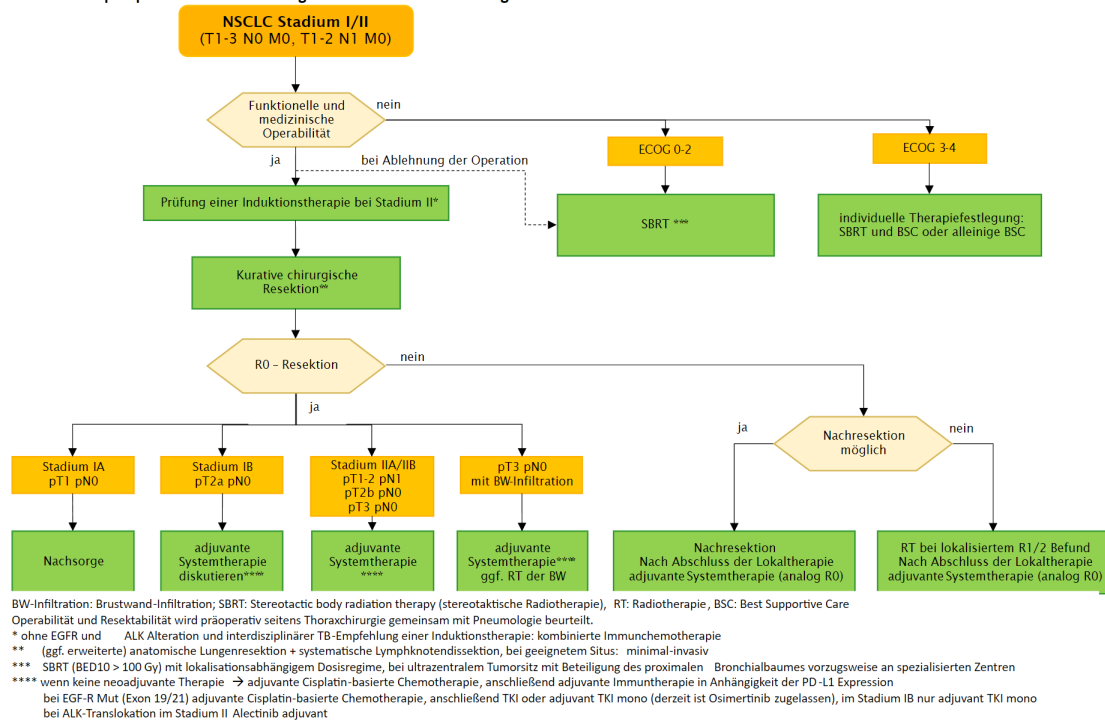 NSCLC Stadium I/II
(T1-3 N0 M0, T1-2 N1 M0)
Funktionelle und
medizinische
Operabilität
nein
ja
bei Ablehnung der Operation
ECOG 0-2
ECOG 3-4
Prüfung einer Induktionstherapie bei Stadium II*
SBRT ***
individuelle Therapiefestlegung:
SBRT und BSC oder alleinige BSC
Kurative chirurgische
Resektion**
R0 – Resektion
nein
ja
Nachresektion
möglich
ja
nein
Stadium IA
pT1 pN0
Stadium IB
pT2a pN0
Stadium IIA/IIB
pT1-2 pN1
pT2b pN0
pT3 pN0
pT3 pN0
mit BW-Infiltration
Nachsorge
adjuvante
Systemtherapie
diskutieren****
adjuvante
Systemtherapie
****
adjuvante
Systemtherapie****
ggf. RT der BW
Nachresektion
Nach Abschluss der Lokaltherapie
adjuvante Systemtherapie (analog R0)
RT bei lokalisiertem R1/2 Befund
Nach Abschluss der Lokaltherapie
adjuvante Systemtherapie (analog R0)
BW-Infiltration: Brustwand-Infiltration; SBRT: Stereotactic body radiation therapy (stereotaktische Radiotherapie), RT: Radiotherapie, BSC: Best Supportive Care
Operabilität und Resektabilität wird präoperativ seitens Thoraxchirurgie gemeinsam mit Pneumologie beurteilt.
* ohne EGFR und ALK Alteration und interdisziplinärer TB-Empfehlung einer Induktionstherapie: kombinierte Immunchemotherapie
** (ggf. erweiterte) anatomische Lungenresektion + systematische Lymphknotendissektion, bei geeignetem Situs: minimal-invasiv
*** SBRT (BED10 > 100 Gy) mit lokalisationsabhängigem Dosisregime, bei ultrazentralem Tumorsitz mit Beteiligung des proximalen Bronchialbaumes vorzugsweise an spezialisierten Zentren
**** wenn keine neoadjuvante Therapie → adjuvante Cisplatin-basierte Chemotherapie, anschließend adjuvante Immuntherapie in Anhängigkeit der PD-L1 Expression
bei EGF-R Mut (Exon 19/21) adjuvante Cisplatin-basierte Chemotherapie, anschließend TKI oder adjuvant TKI mono (derzeit ist Osimertinib zugelassen), im Stadium IB nur adjuvant TKI mono
bei ALK-Translokation im Stadium II Alectinib adjuvant